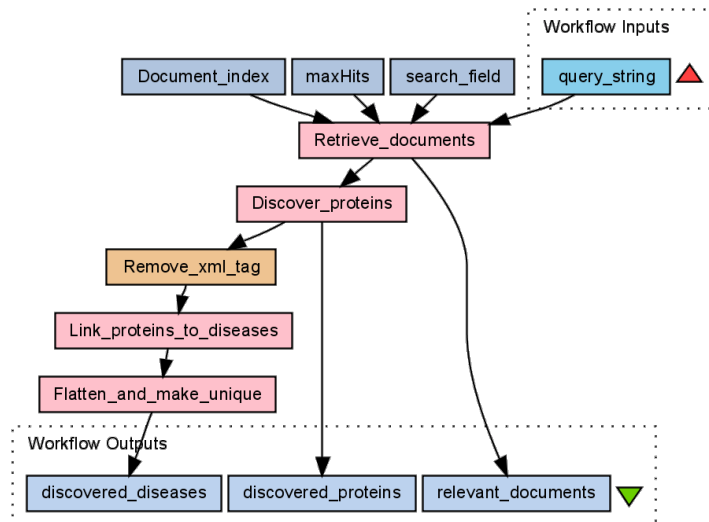 Workflow Inputs
Document_index
maxHits
search_field
query_string
Retrieve_documents
Discover_proteins
Remove_xml_tag
Link_proteins_to_diseases
Flatten_and_make_unique
Workflow Outputs
discovered_diseases
discovered_proteins
relevant_documents